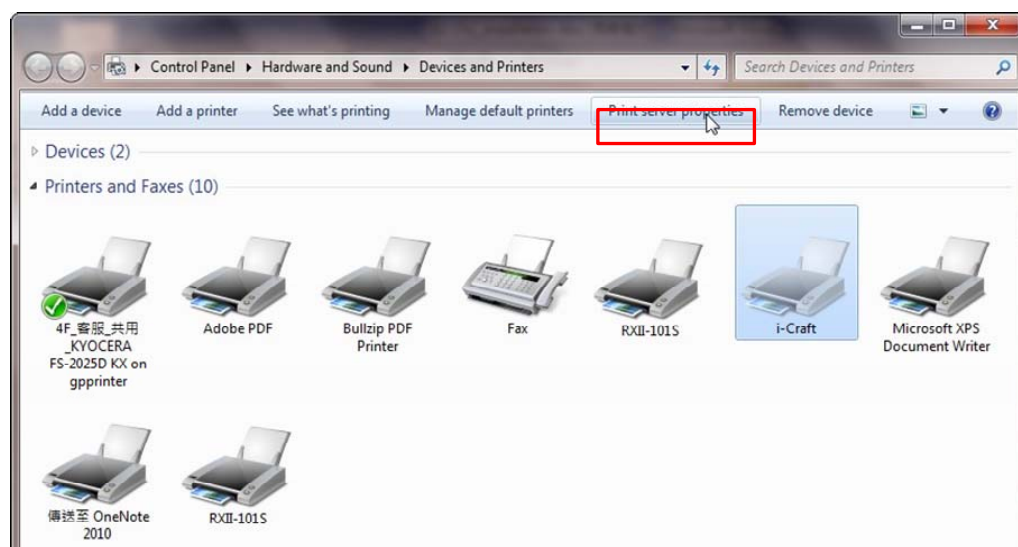 Control Panel ▸ Hardware and Sound ▸ Devices and Printers
Search Devices and Printers
Add a device
Add a printer
See what's printing
Manage default printers
Print server properties
Remove device
Devices (2)
Printers and Faxes (10)
4F_客服_共用
_KYOCERA
FS-2025D KX on
gpprinter
Adobe PDF
Bullzip PDF
Printer
Fax
RXII-101S
i-Craft
Microsoft XPS
Document Writer
傳送至 OneNote
2010
RXII-101S